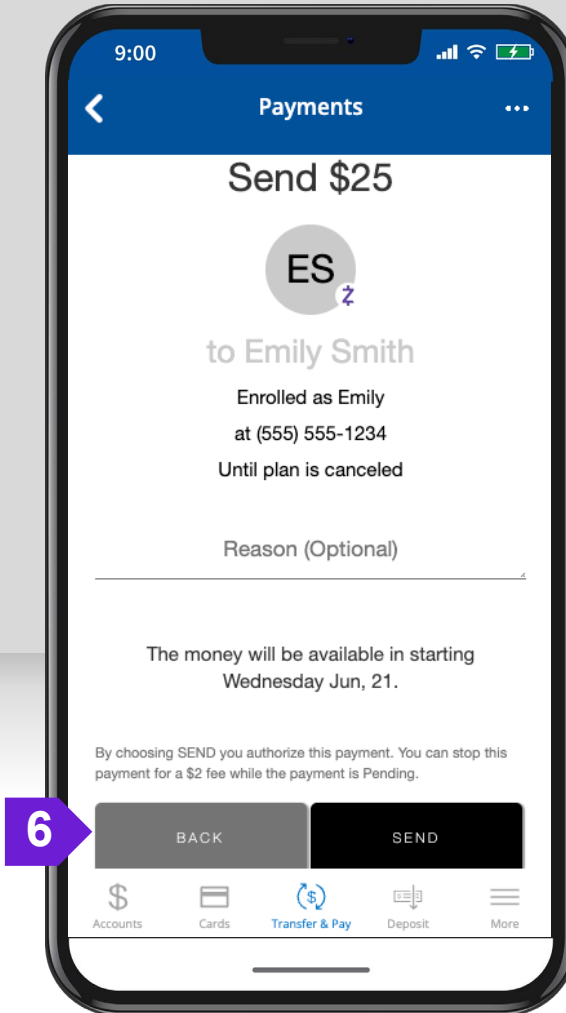 9:00
Payments
Send $25
ES
to Emily Smith
Enrolled as Emily
at (555) 555-1234
Until plan is canceled
Reason (Optional)
The money will be available in starting
Wednesday Jun, 21.
By choosing SEND you authorize this payment. You can stop this
payment for a $2 fee while the payment is Pending.
6
BACK SEND
Accounts Cards Transfer & Pay Deposit More